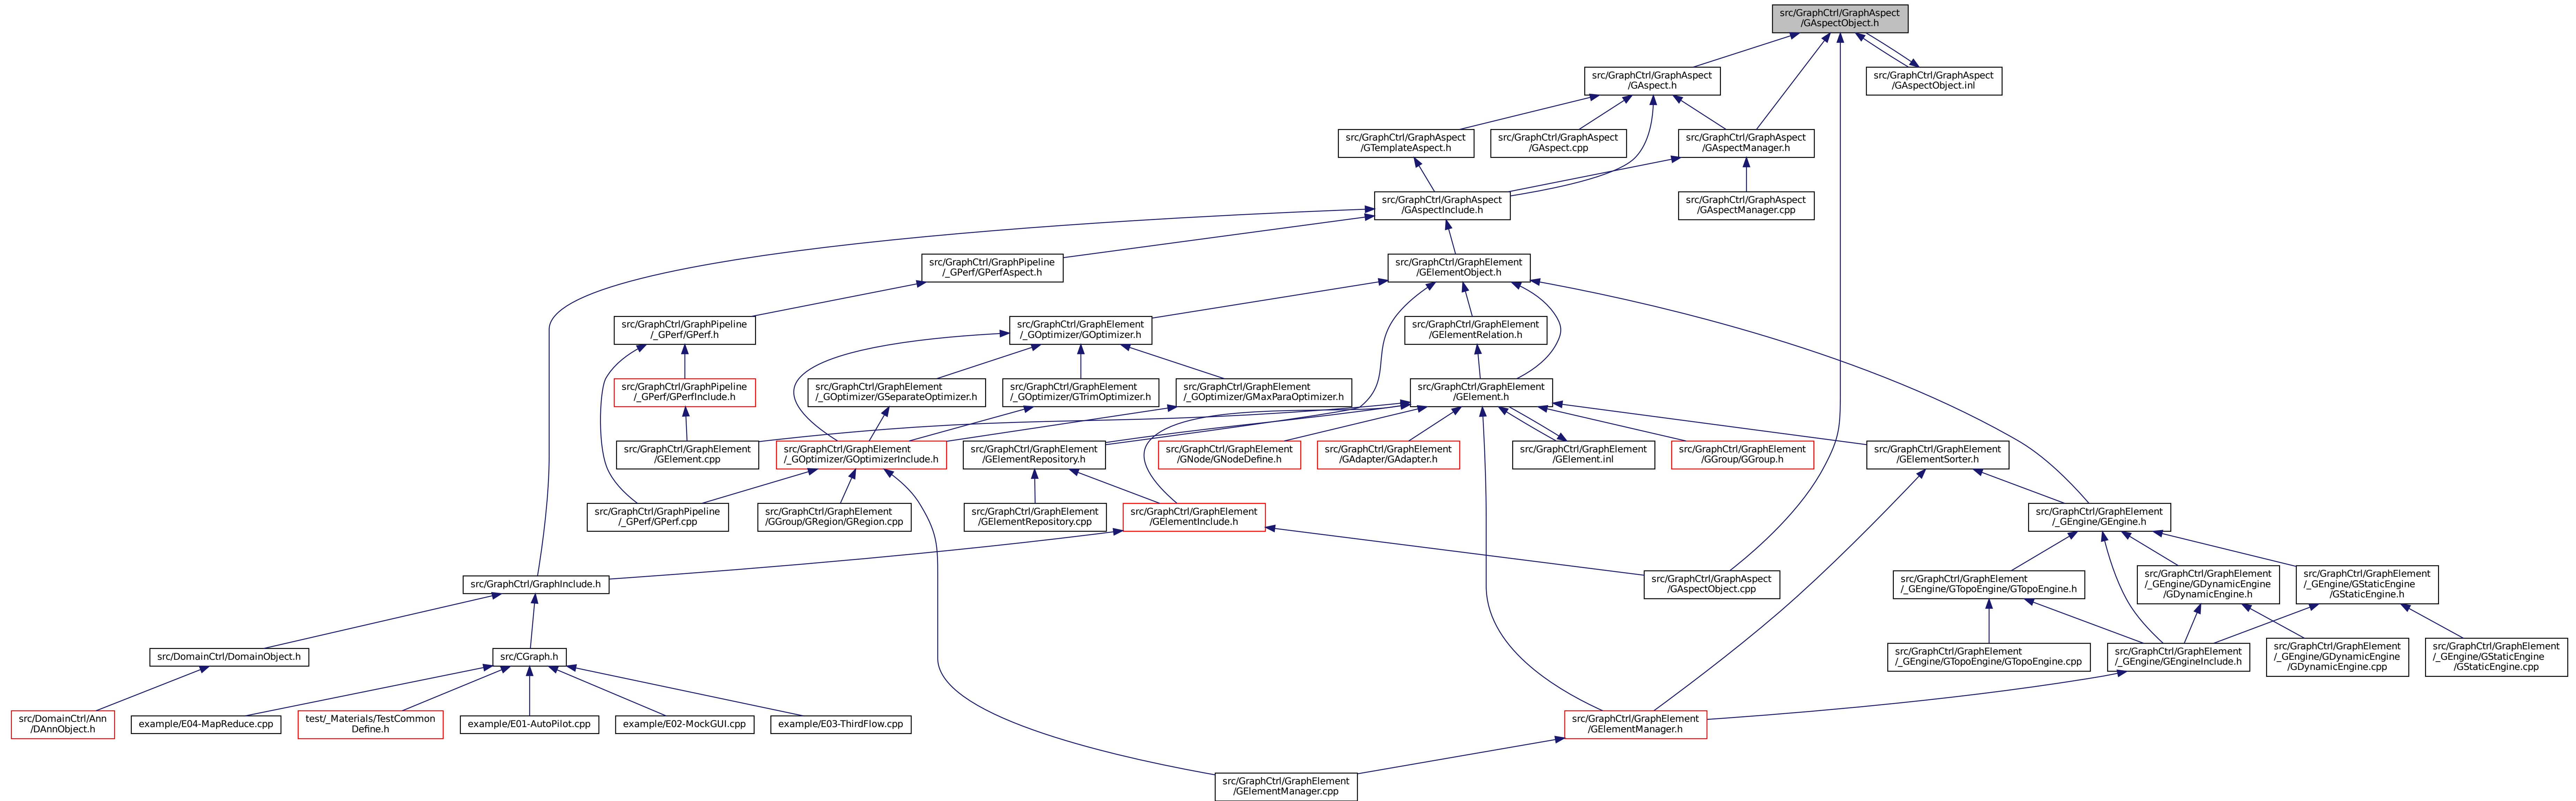 src/GraphCtrl/GraphAspect
/GAspectObject.h
src/GraphCtrl/GraphAspect
/GAspect.h
src/GraphCtrl/GraphAspect
/GAspectObject.inl
src/GraphCtrl/GraphAspect
/GTemplateAspect.h
src/GraphCtrl/GraphAspect
/GAspect.cpp
src/GraphCtrl/GraphAspect
/GAspectManager.h
src/GraphCtrl/GraphAspect
/GAspectInclude.h
src/GraphCtrl/GraphAspect
/GAspectManager.cpp
src/GraphCtrl/GraphPipeline
/_GPerf/GPerfAspect.h
src/GraphCtrl/GraphElement
/GElementObject.h
src/GraphCtrl/GraphPipeline
/_GPerf/GPerf.h
src/GraphCtrl/GraphElement
/_GOptimizer/GOptimizer.h
src/GraphCtrl/GraphElement
/GElementRelation.h
src/GraphCtrl/GraphPipeline
/_GPerf/GPerfInclude.h
src/GraphCtrl/GraphElement
/_GOptimizer/GSeparateOptimizer.h
src/GraphCtrl/GraphElement
/_GOptimizer/GTrimOptimizer.h
src/GraphCtrl/GraphElement
/_GOptimizer/GMaxParaOptimizer.h
src/GraphCtrl/GraphElement
/GElement.h
src/GraphCtrl/GraphElement
/GElement.cpp
src/GraphCtrl/GraphElement
/_GOptimizer/GOptimizerInclude.h
src/GraphCtrl/GraphElement
/GElementRepository.h
src/GraphCtrl/GraphElement
/GNode/GNodeDefine.h
src/GraphCtrl/GraphElement
/GAdapter/GAdapter.h
src/GraphCtrl/GraphElement
/GElement.inl
src/GraphCtrl/GraphElement
/GGroup/GGroup.h
src/GraphCtrl/GraphElement
/GElementSorter.h
src/GraphCtrl/GraphPipeline
/_GPerf/GPerf.cpp
src/GraphCtrl/GraphElement
/GGroup/GRegion/GRegion.cpp
src/GraphCtrl/GraphElement
/GElementRepository.cpp
src/GraphCtrl/GraphElement
/GElementInclude.h
src/GraphCtrl/GraphElement
/_GEngine/GEngine.h
src/GraphCtrl/GraphInclude.h
src/GraphCtrl/GraphAspect
/GAspectObject.cpp
src/GraphCtrl/GraphElement
/_GEngine/GTopoEngine/GTopoEngine.h
src/GraphCtrl/GraphElement
/_GEngine/GDynamicEngine
/GDynamicEngine.h
src/GraphCtrl/GraphElement
/_GEngine/GStaticEngine
/GStaticEngine.h
src/DomainCtrl/DomainObject.h
src/CGraph.h
src/GraphCtrl/GraphElement
/_GEngine/GTopoEngine/GTopoEngine.cpp
src/GraphCtrl/GraphElement
/_GEngine/GEngineInclude.h
src/GraphCtrl/GraphElement
/_GEngine/GDynamicEngine
/GDynamicEngine.cpp
src/GraphCtrl/GraphElement
/_GEngine/GStaticEngine
/GStaticEngine.cpp
src/DomainCtrl/Ann
/DAnnObject.h
example/E04-MapReduce.cpp
test/_Materials/TestCommon
Define.h
example/E01-AutoPilot.cpp
example/E02-MockGUI.cpp
example/E03-ThirdFlow.cpp
src/GraphCtrl/GraphElement
/GElementManager.h
src/GraphCtrl/GraphElement
/GElementManager.cpp